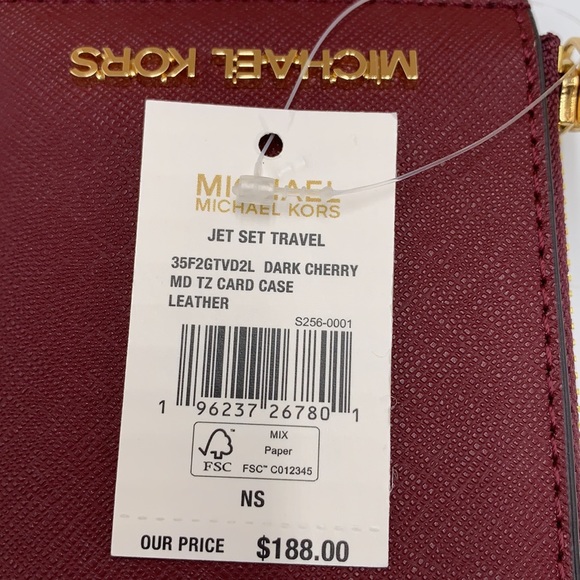 MICHAEL KORS
MICHAEL
MICHAEL KORS
JET SET TRAVEL
35F2GTVD2L DARK CHERRY
MD TZ CARD CASE
LEATHER
S256-0001
1 96237 26780 1
MIX
Paper
FSC™ C012345
FSC
NS
OUR PRICE $188.00